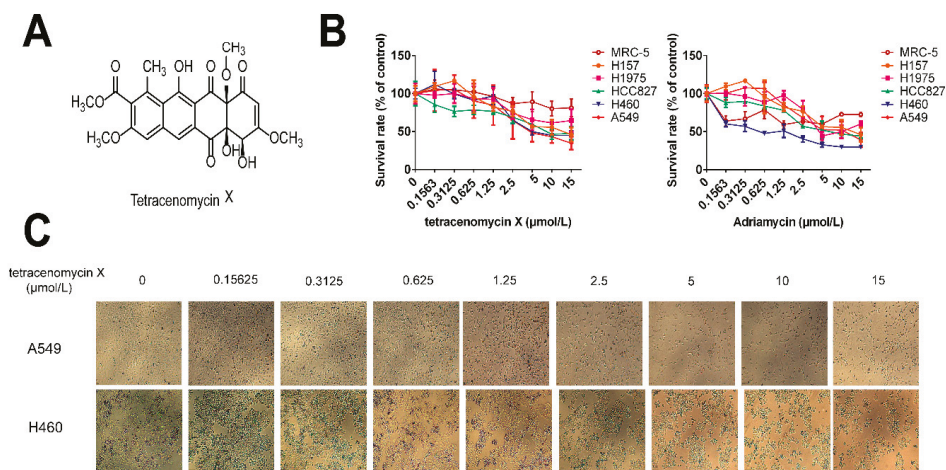 A
CH₃
O
CH₃
OH
O
O
O
CH₃O
CH₃O
O
OH
OH
OCH₃
Tetracenomycin X
B
Survival rate (% of control)
150
100
50
0
0
0.1563
0.3125
0.625
1.25
2.5
5
10
15
tetracenomycin X (μmol/L)
MRC-5
H157
H1975
HCC827
H460
A549
Survival rate (% of control)
150
100
50
0
0
0.1563
0.3125
0.625
1.25
2.5
5
10
15
Adriamycin (μmol/L)
MRC-5
H157
H1975
HCC827
H460
A549
C
tetracenomycin X
(μmol/L)
0 0.15625 0.3125 0.625 1.25 2.5 5 10 15
A549
H460